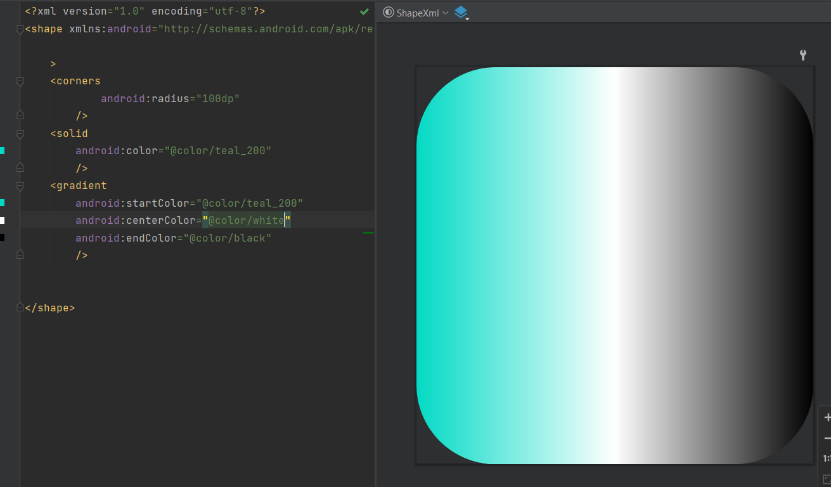 <?xml version="1.0" encoding="utf-8"?>
<shape xmlns:android="http://schemas.android.com/apk/re
>
<corners
android:radius="100dp"
/>
<solid
android:color="@color/teal_200"
/>
<gradient
android:startColor="@color/teal_200"
android:centerColor="@color/white"
android:endColor="@color/black"
/>
</shape>
ShapeXml
1:1